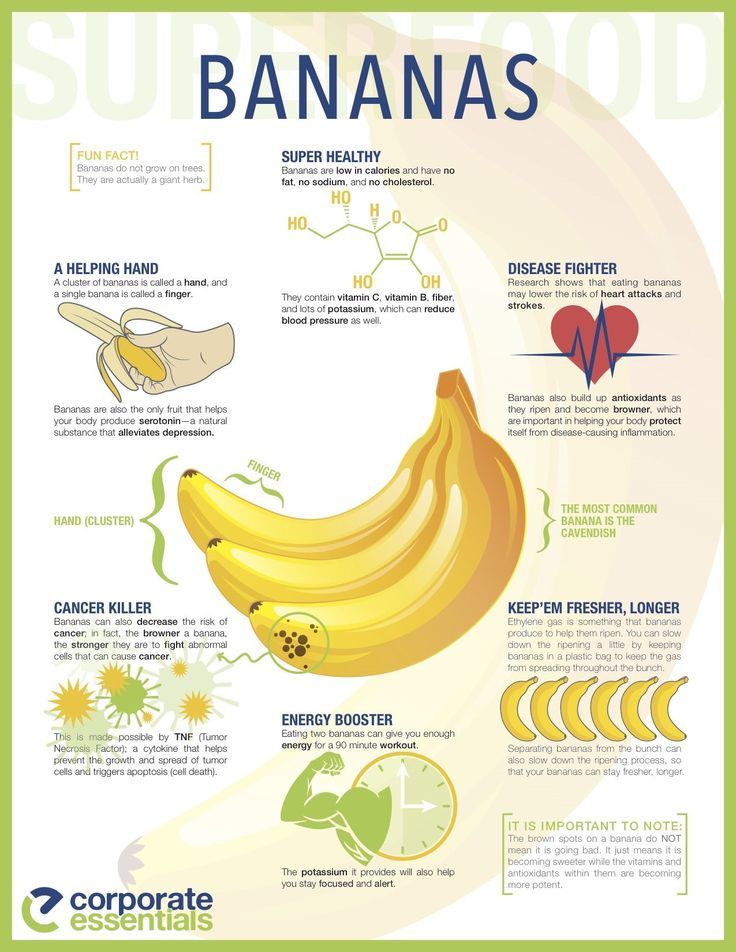 SUPERFOOD
BANANAS
FUN FACT!
Bananas do not grow on trees.
They are actually a giant herb.
SUPER HEALTHY
Bananas are low in calories and have no
fat, no sodium, and no cholesterol.
HO
HO
H
O
O
HO
OH
They contain vitamin C, vitamin B, fiber,
and lots of potassium, which can reduce
blood pressure as well.
A HELPING HAND
A cluster of bananas is called a hand, and
a single banana is called a finger.
Bananas are also the only fruit that helps
your body produce serotonin—a natural
substance that alleviates depression.
DISEASE FIGHTER
Research shows that eating bananas
may lower the risk of heart attacks and
strokes.
Bananas also build up antioxidants as
they ripen and become browner, which
are important in helping your body protect
itself from disease-causing inflammation.
FINGER
HAND (CLUSTER)
THE MOST COMMON
BANANA IS THE
CAVENDISH
CANCER KILLER
Bananas can also decrease the risk of
cancer; in fact, the browner a banana,
the stronger they are to fight abnormal
cells that can cause cancer.
This is made possible by TNF (Tumor
Necrosis Factor); a cytokine that helps
prevent the growth and spread of tumor
cells and triggers apoptosis (cell death).
KEEP'EM FRESHER, LONGER
Ethylene gas is something that bananas
produce to help them ripen. You can slow
down the ripening a little by keeping
bananas in a plastic bag to keep the gas
from spreading throughout the bunch.
Separating bananas from the bunch can
also slow down the ripening process, so
that your bananas can stay fresher, longer.
ENERGY BOOSTER
Eating two bananas can give you enough
energy for a 90 minute workout.
The potassium it provides will also help
you stay focused and alert.
IT IS IMPORTANT TO NOTE:
The brown spots on a banana do NOT
mean it is going bad. It just means it is
becoming sweeter while the vitamins and
antioxidants within them are becoming
more potent.
corporate
essentials